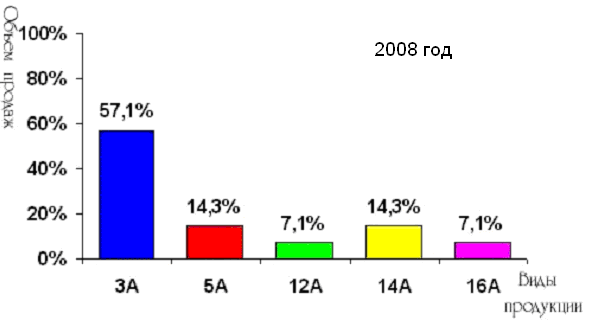 Объем продаж
2008 год
100%
80%
60%
40%
20%
0%
57,1%
14,3%
7,1%
14,3%
7,1%
3А
5А
12А
14А
16А
Виды
продукции